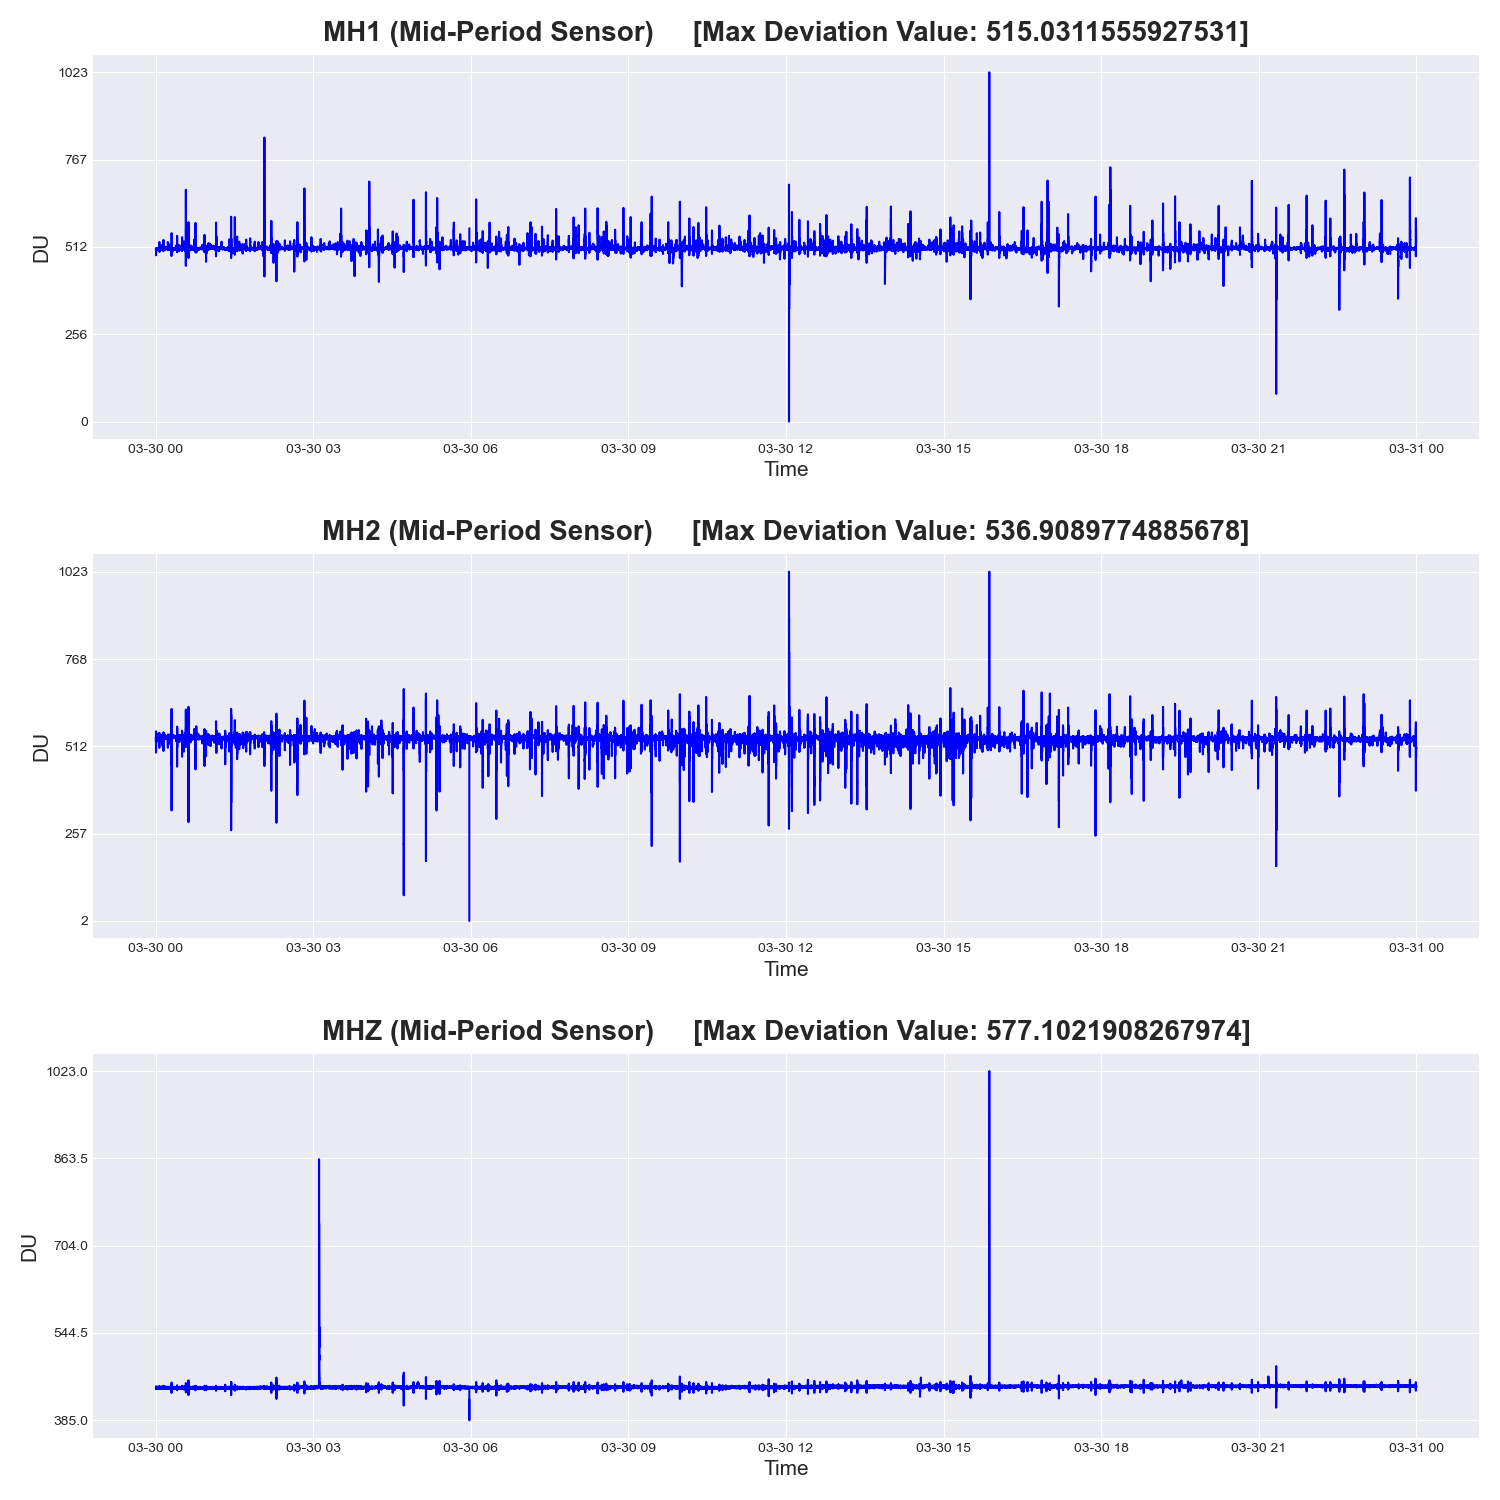 MH1 (Mid-Period Sensor) [Max Deviation Value: 515.0311555927531]
1023
767
512
256
0
DU
03-30 00 03-30 03 03-30 06 03-30 09 03-30 12 03-30 15 03-30 18 03-30 21 03-31 00
Time
MH2 (Mid-Period Sensor) [Max Deviation Value: 536.9089774885678]
1023
768
512
257
2
DU
03-30 00 03-30 03 03-30 06 03-30 09 03-30 12 03-30 15 03-30 18 03-30 21 03-31 00
Time
MHZ (Mid-Period Sensor) [Max Deviation Value: 577.1021908267974]
1023.0
863.5
704.0
544.5
385.0
DU
03-30 00 03-30 03 03-30 06 03-30 09 03-30 12 03-30 15 03-30 18 03-30 21 03-31 00
Time